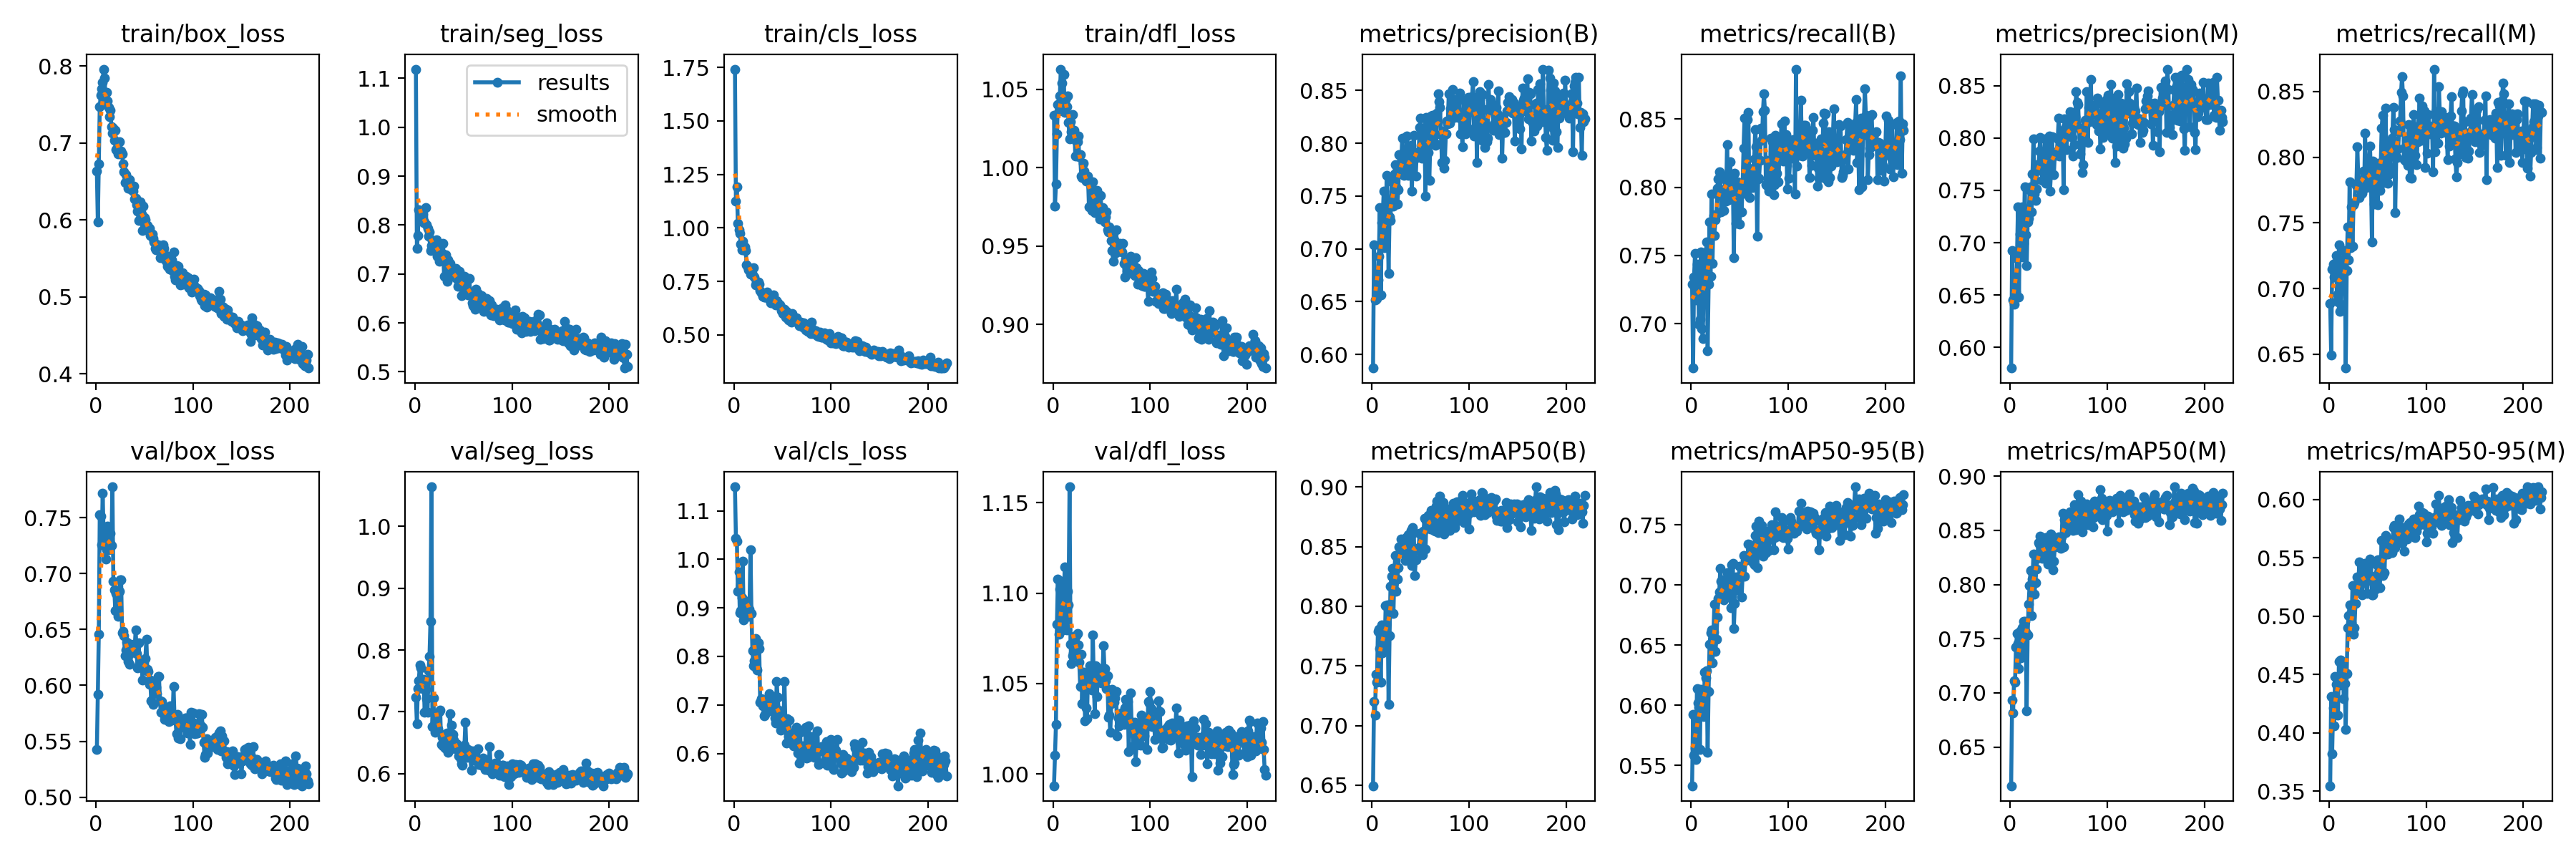 train/box_loss
train/seg_loss
train/cls_loss
train/dfl_loss
metrics/precision(B)
metrics/recall(B)
metrics/precision(M)
metrics/recall(M)
0.8
0.7
0.6
0.5
0.4
0 100 200
results
smooth
1.1
1.0
0.9
0.8
0.7
0.6
0.5
0 100 200
1.75
1.50
1.25
1.00
0.75
0.50
0 100 200
1.05
1.00
0.95
0.90
0 100 200
0.85
0.80
0.75
0.70
0.65
0.60
0 100 200
0.85
0.80
0.75
0.70
0 100 200
0.85
0.80
0.75
0.70
0.65
0.60
0 100 200
0.85
0.80
0.75
0.70
0.65
0 100 200
val/box_loss
val/seg_loss
val/cls_loss
val/dfl_loss
metrics/mAP50(B)
metrics/mAP50-95(B)
metrics/mAP50(M)
metrics/mAP50-95(M)
0.75
0.70
0.65
0.60
0.55
0.50
0 100 200
1.0
0.9
0.8
0.7
0.6
0 100 200
1.1
1.0
0.9
0.8
0.7
0.6
0 100 200
1.15
1.10
1.05
1.00
0 100 200
0.90
0.85
0.80
0.75
0.70
0.65
0 100 200
0.75
0.70
0.65
0.60
0.55
0 100 200
0.90
0.85
0.80
0.75
0.70
0.65
0 100 200
0.60
0.55
0.50
0.45
0.40
0.35
0 100 200